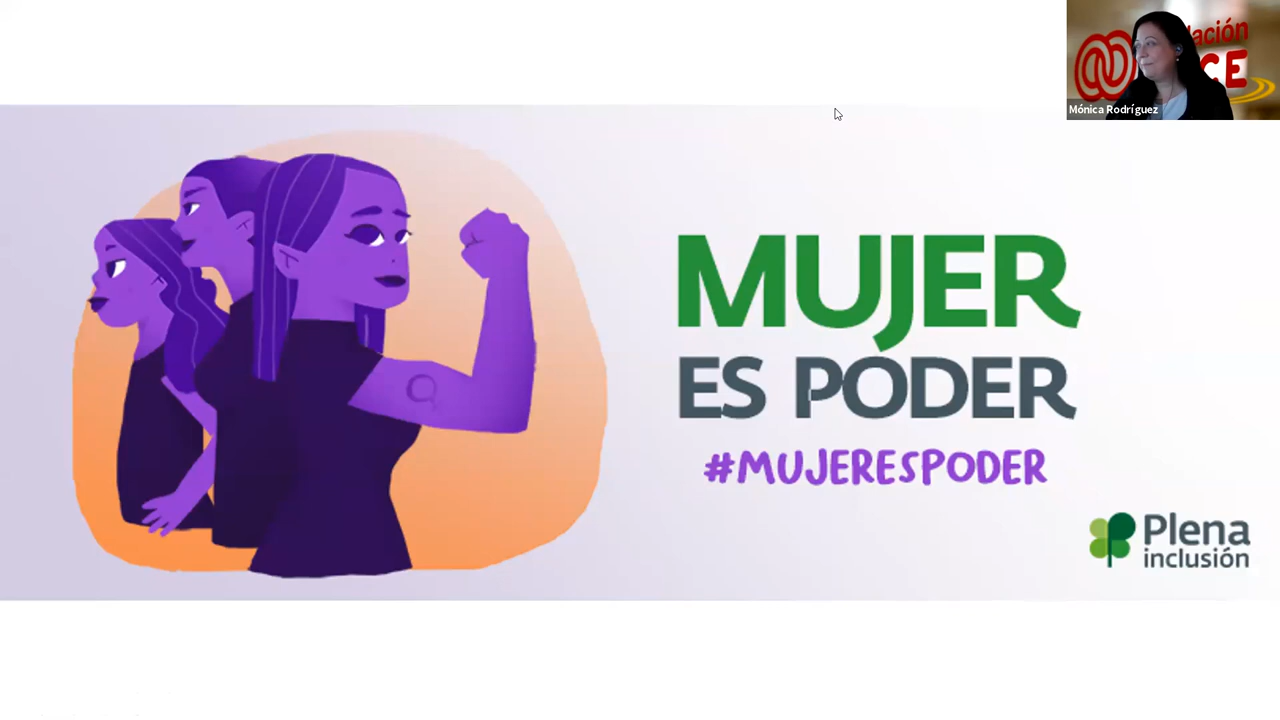 Mónica Rodríguez
MUJER
ES PODER
#MUJERESPODER
Plena
inclusión